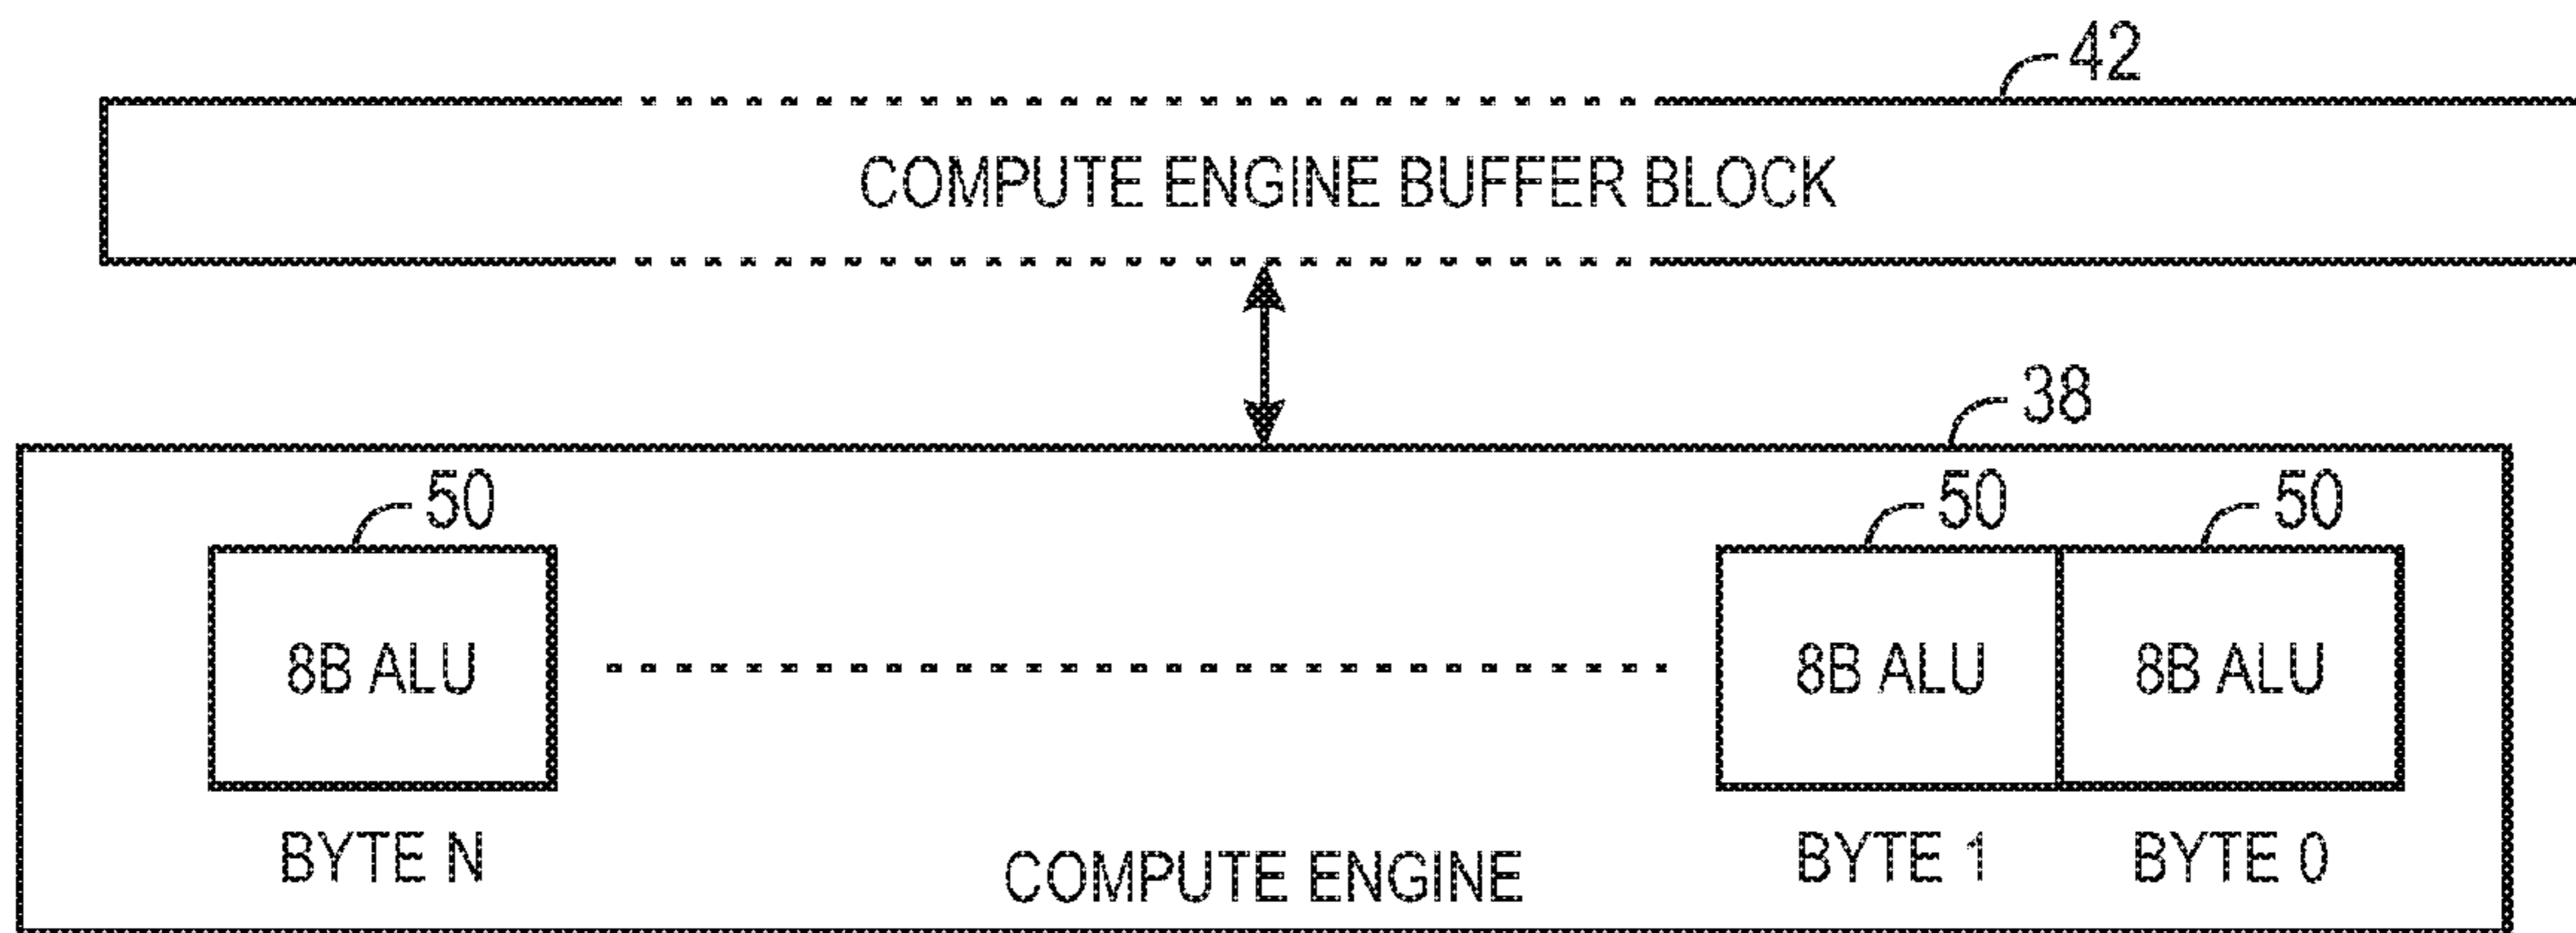 42
COMPUTE ENGINE BUFFER BLOCK
38
50 50 50
8B ALU 8B ALU 8B ALU
BYTE N BYTE 1 BYTE 0
COMPUTE ENGINE